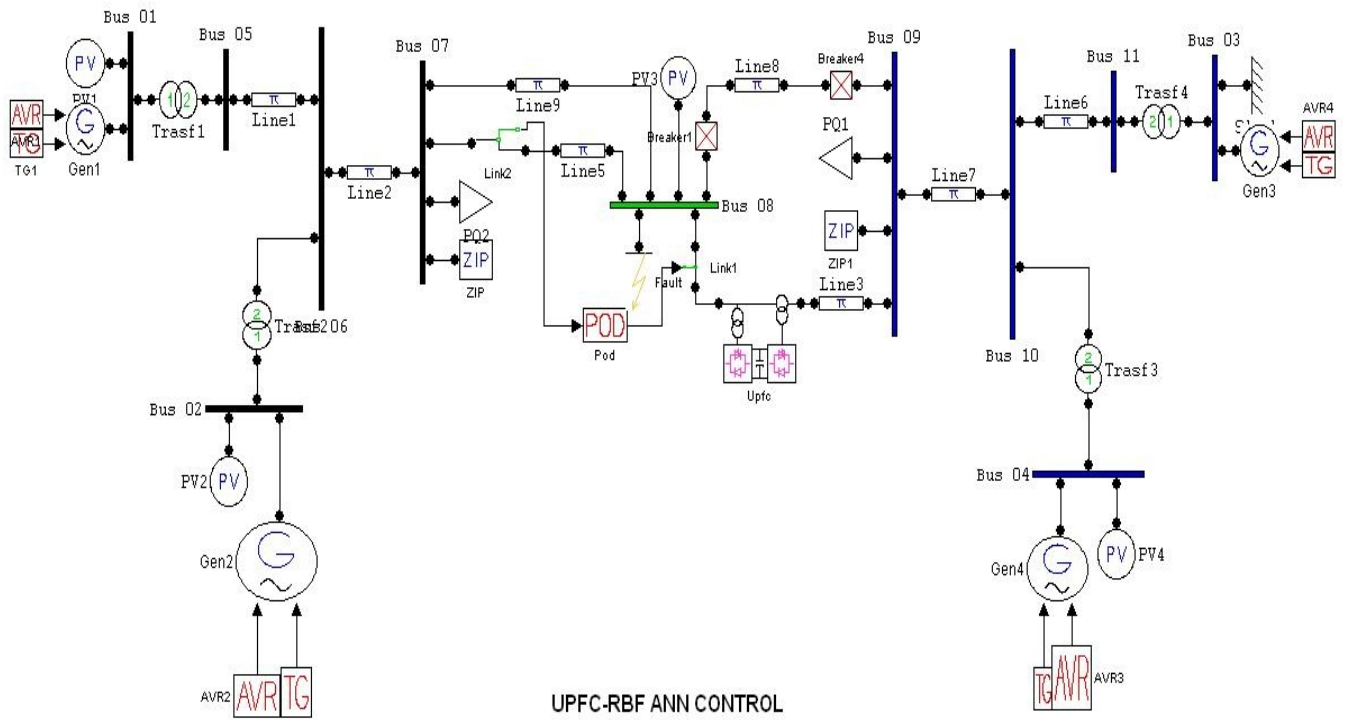 Bus 01
PV
PV1
AVR
TG
TG1
G
Gen1
1 2
Trasf1
Bus 05
π
Line1
π
Line2
Bus 07
π
Line9
Link2
π
Line5
PQ2
ZIP
ZIP
PV3
PV
Breaker1
Line8
π
Breaker4
Bus 08
Fault
Link1
POD
Pod
Upfc
Line3
π
Bus 09
PQ1
ZIP
ZIP1
Line7
π
Bus 10
Line6
π
Bus 11
Trasf4
2 1
Bus 03
G
Gen3
AVR4
AVR
TG
2
1
Bus 02
PV2
PV
Gen2
G
AVR2
AVR
TG
2
1
Trasf3
Bus 04
Gen4
G
PV
PV4
TG
AVR
AVR3
UPFC-RBF ANN CONTROL